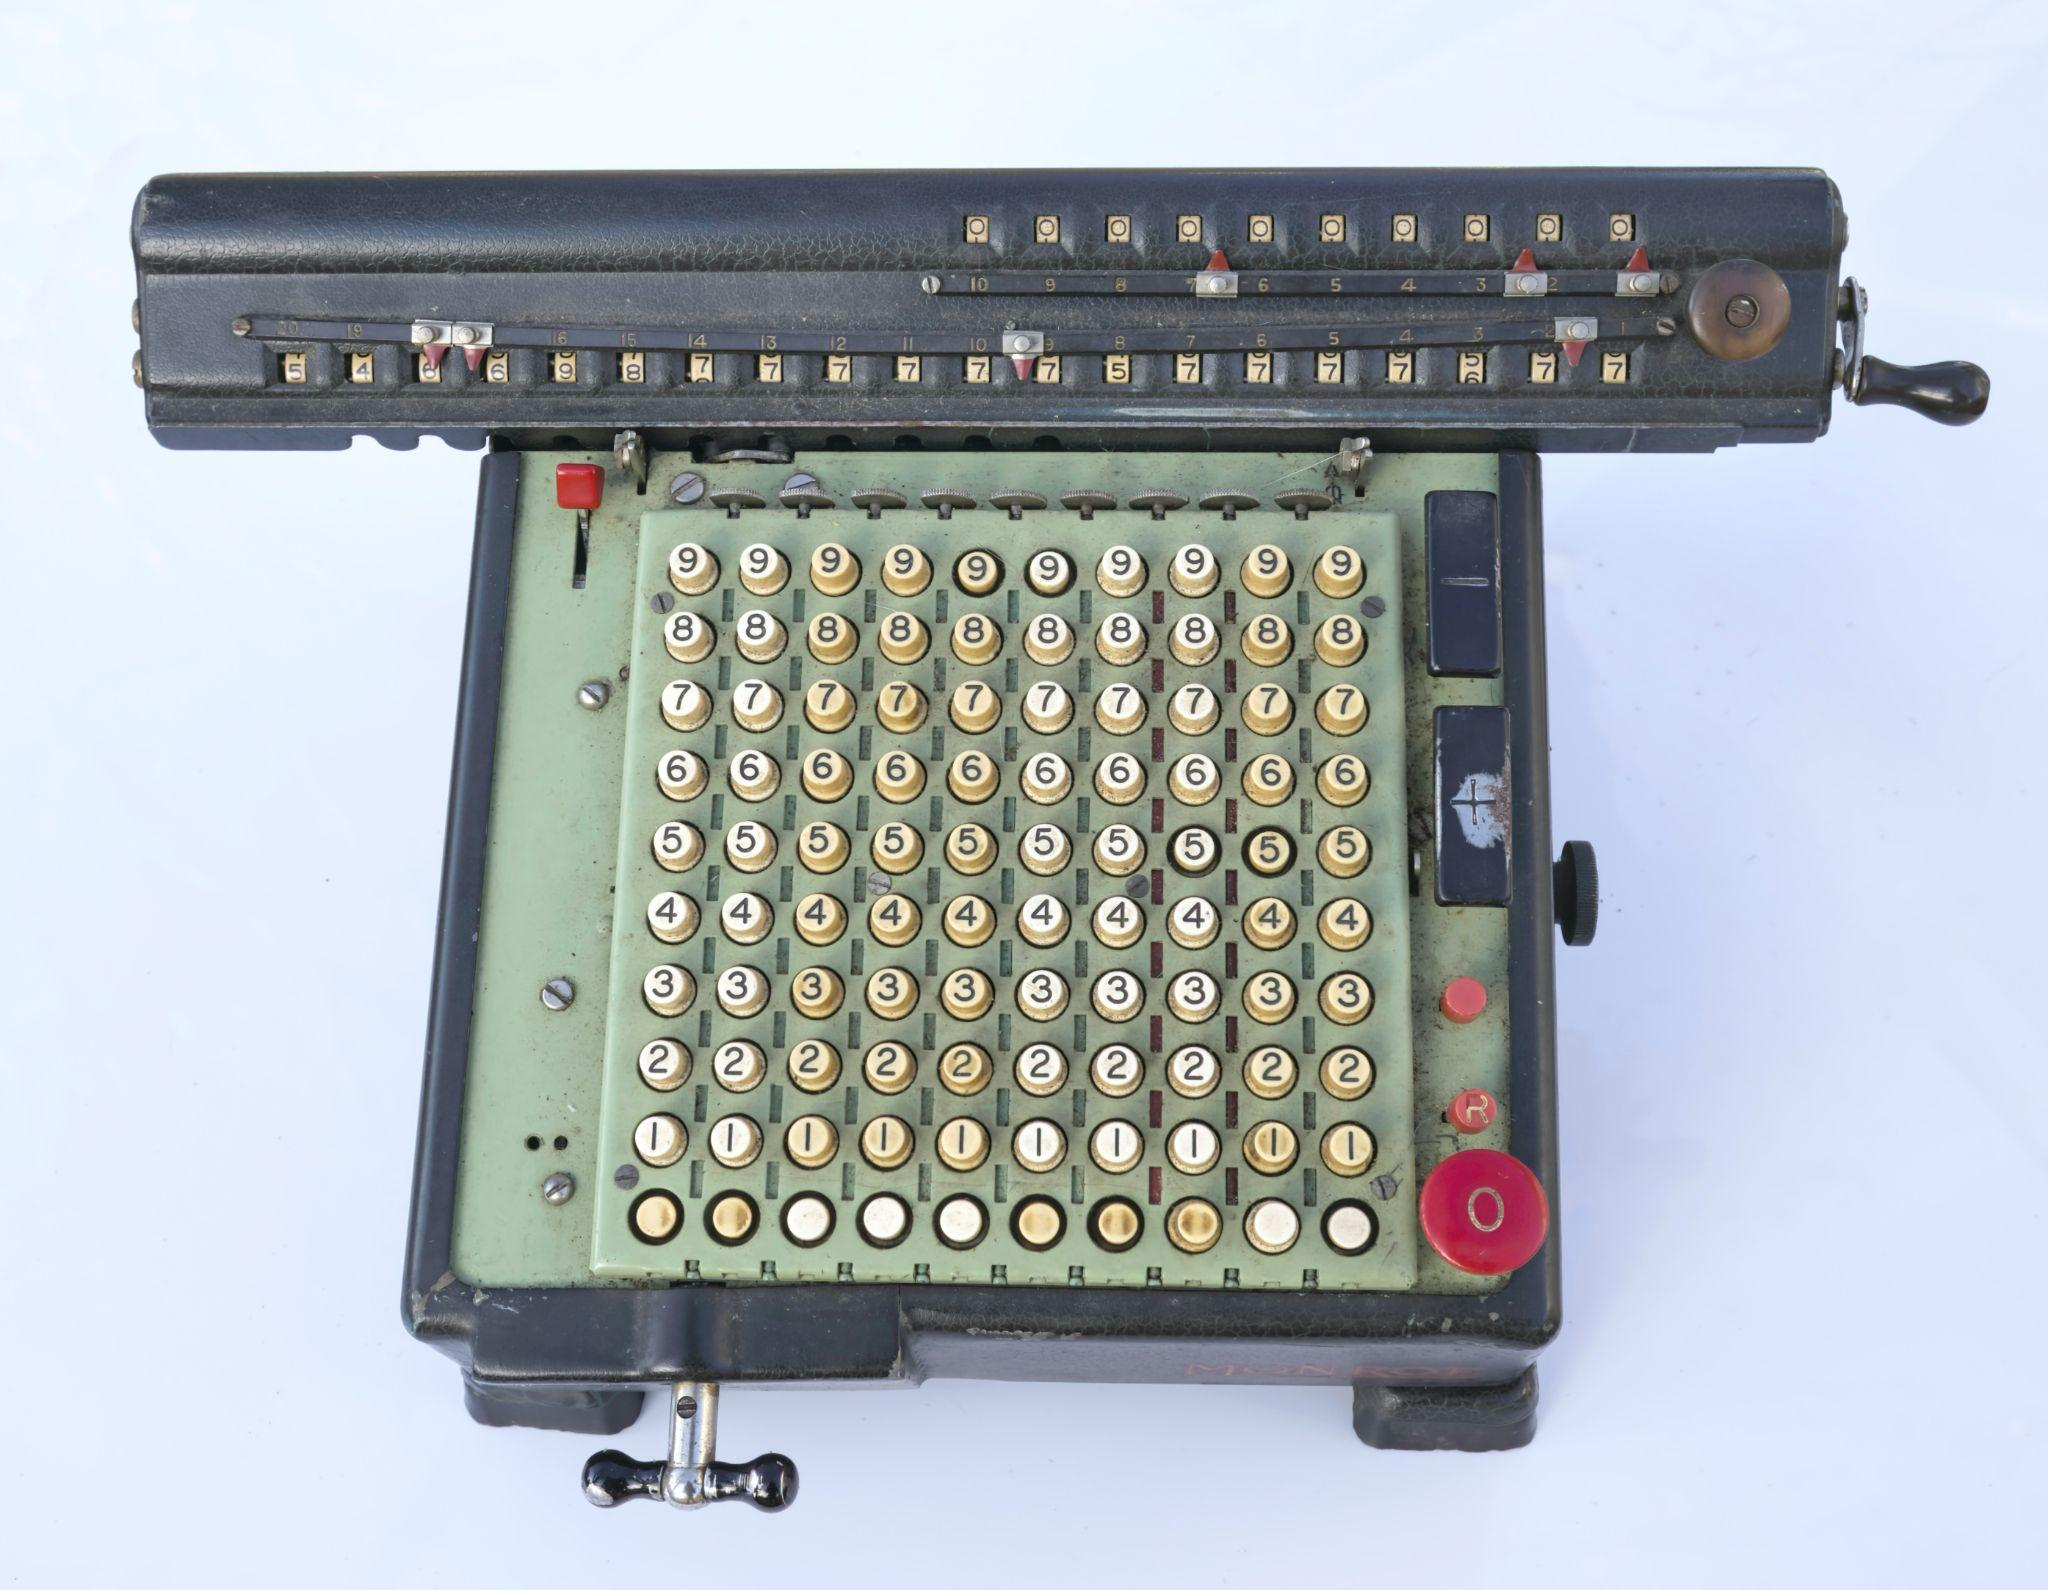 0 0 0 0 0 0 0 0 0 0
10 9 8 7 6 5 4 3 2
20 19 16 15 14 13 12 11 10 9 8 7 6 5 4 3 2 1
5 4 6 6 9 8 7 7 7 7 7 7 5 7 7 7 7 6 7 7
9 9 9 9 9 9 9 9 9 9
8 8 8 8 8 8 8 8 8 8
7 7 7 7 7 7 7 7 7 7
6 6 6 6 6 6 6 6 6 6
5 5 5 5 5 5 5 5 5 5
4 4 4 4 4 4 4 4 4 4
3 3 3 3 3 3 3 3 3 3
2 2 2 2 2 2 2 2 2 2
1 1 1 1 1 1 1 1 1 1
−
+
R
0
MONROE